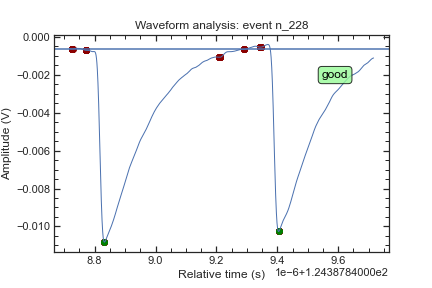 Waveform analysis: event n_228
Amplitude (V)
0.000
−0.002
−0.004
−0.006
−0.008
−0.010
good
8.8
9.0
9.2
9.4
9.6
Relative time (s)
1e−6+1.2438784000e2